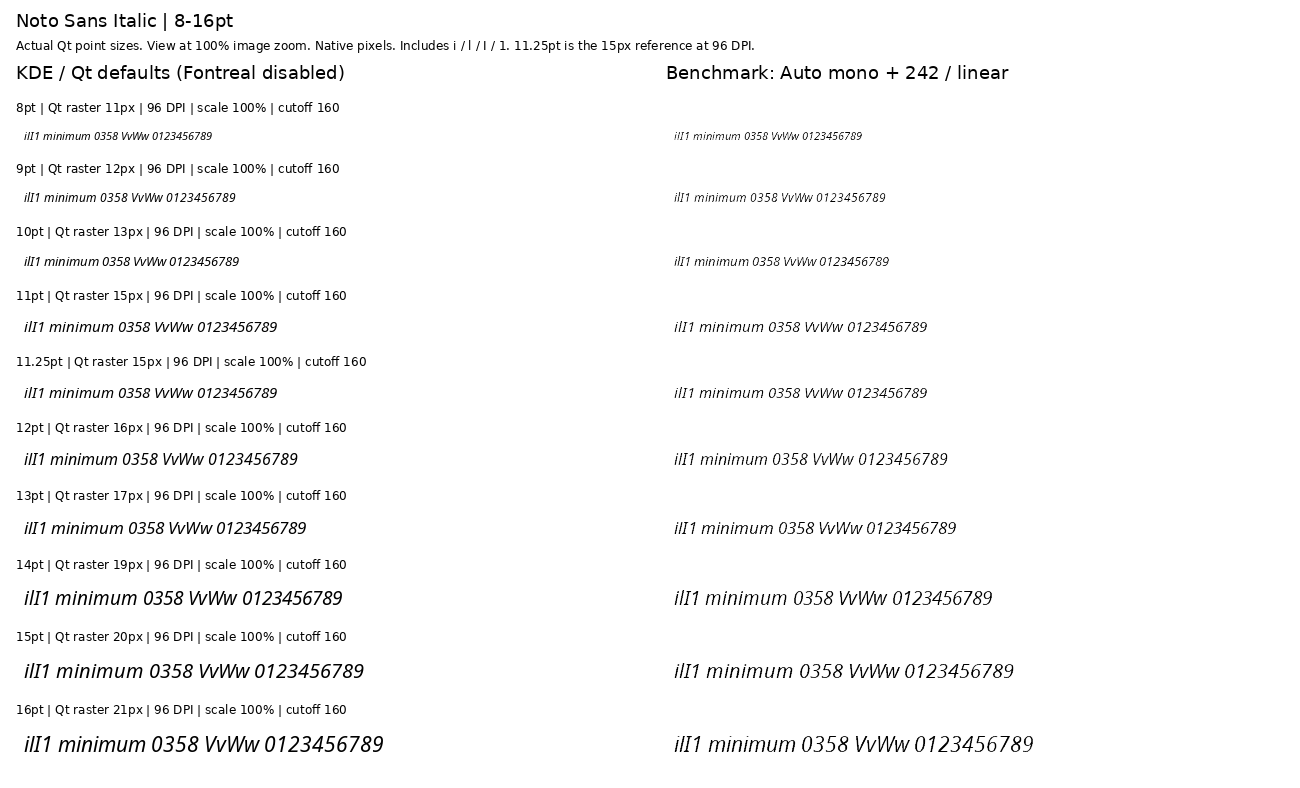 Noto Sans Italic | 8-16pt
Actual Qt point sizes. View at 100% image zoom. Native pixels. Includes i / l / I / 1. 11.25pt is the 15px reference at 96 DPI.
KDE / Qt defaults (Fontreal disabled) Benchmark: Auto mono + 242 / linear
8pt | Qt raster 11px | 96 DPI | scale 100% | cutoff 160
ilI1 minimum 0358 VvWw 0123456789 ilI1 minimum 0358 VvWw 0123456789
9pt | Qt raster 12px | 96 DPI | scale 100% | cutoff 160
ilI1 minimum 0358 VvWw 0123456789 ilI1 minimum 0358 VvWw 0123456789
10pt | Qt raster 13px | 96 DPI | scale 100% | cutoff 160
ilI1 minimum 0358 VvWw 0123456789 ilI1 minimum 0358 VvWw 0123456789
11pt | Qt raster 15px | 96 DPI | scale 100% | cutoff 160
ilI1 minimum 0358 VvWw 0123456789 ilI1 minimum 0358 VvWw 0123456789
11.25pt | Qt raster 15px | 96 DPI | scale 100% | cutoff 160
ilI1 minimum 0358 VvWw 0123456789 ilI1 minimum 0358 VvWw 0123456789
12pt | Qt raster 16px | 96 DPI | scale 100% | cutoff 160
ilI1 minimum 0358 VvWw 0123456789 ilI1 minimum 0358 VvWw 0123456789
13pt | Qt raster 17px | 96 DPI | scale 100% | cutoff 160
ilI1 minimum 0358 VvWw 0123456789 ilI1 minimum 0358 VvWw 0123456789
14pt | Qt raster 19px | 96 DPI | scale 100% | cutoff 160
ilI1 minimum 0358 VvWw 0123456789 ilI1 minimum 0358 VvWw 0123456789
15pt | Qt raster 20px | 96 DPI | scale 100% | cutoff 160
ilI1 minimum 0358 VvWw 0123456789 ilI1 minimum 0358 VvWw 0123456789
16pt | Qt raster 21px | 96 DPI | scale 100% | cutoff 160
ilI1 minimum 0358 VvWw 0123456789 ilI1 minimum 0358 VvWw 0123456789